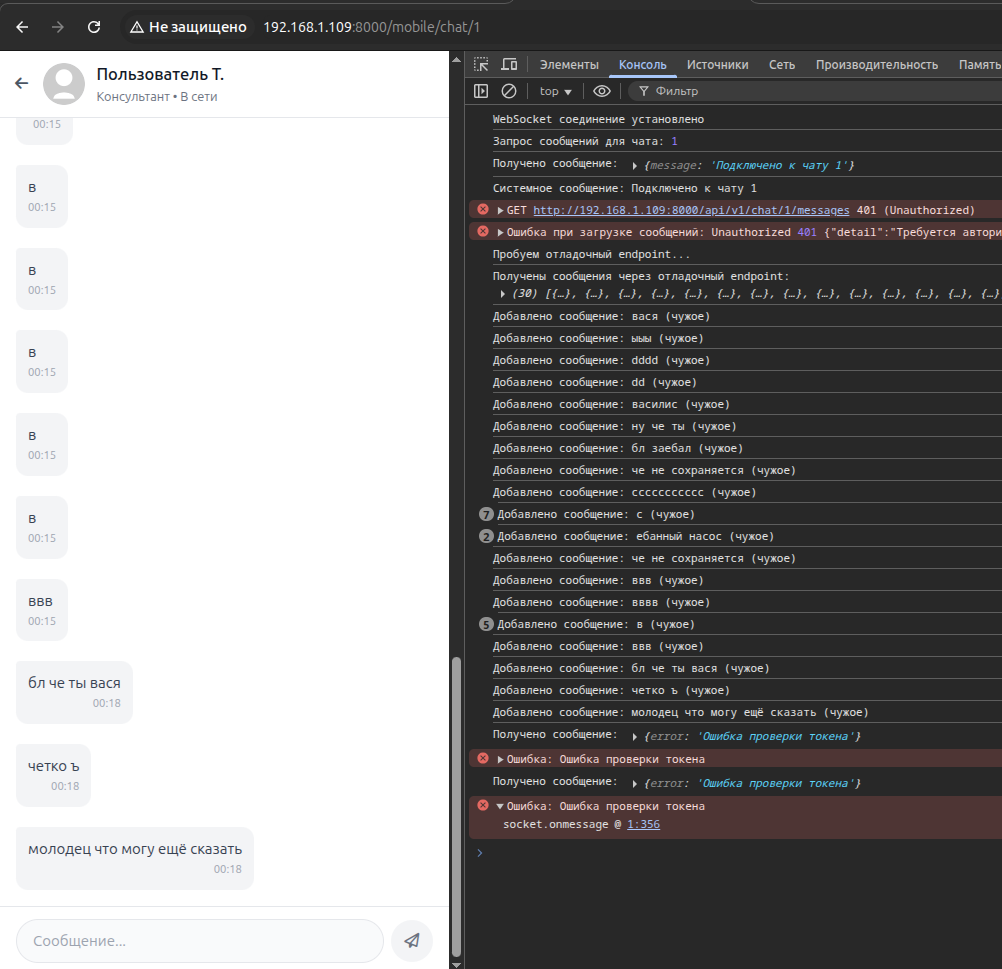 Не защищено 192.168.1.109:8000/mobile/chat/1
Пользователь Т.
Консультант • В сети
00:15
в
00:15
в
00:15
в
00:15
в
00:15
в
00:15
ввв
00:15
бл че ты вася
00:18
четко ъ
00:18
молодец что могу ещё сказать
00:18
Сообщение...
Элементы Консоль Источники Сеть Производительность Память
top Фильтр
WebSocket соединение установлено
Запрос сообщений для чата: 1
Получено сообщение: {message: 'Подключено к чату 1'}
Системное сообщение: Подключено к чату 1
GET http://192.168.1.109:8000/api/v1/chat/1/messages 401 (Unauthorized)
Ошибка при загрузке сообщений: Unauthorized 401 {"detail":"Требуется автори
Пробуем отладочный endpoint...
Получены сообщения через отладочный endpoint:
(30) [{…}, {…}, {…}, {…}, {…}, {…}, {…}, {…}, {…}, {…}, {…}, {…}, {…}, {…}
Добавлено сообщение: вася (чужое)
Добавлено сообщение: ыыы (чужое)
Добавлено сообщение: dddd (чужое)
Добавлено сообщение: dd (чужое)
Добавлено сообщение: василис (чужое)
Добавлено сообщение: ну че ты (чужое)
Добавлено сообщение: бл заебал (чужое)
Добавлено сообщение: че не сохраняется (чужое)
Добавлено сообщение: ссссссссссс (чужое)
7 Добавлено сообщение: с (чужое)
2 Добавлено сообщение: ебанный насос (чужое)
Добавлено сообщение: че не сохраняется (чужое)
Добавлено сообщение: ввв (чужое)
Добавлено сообщение: вввв (чужое)
5 Добавлено сообщение: в (чужое)
Добавлено сообщение: ввв (чужое)
Добавлено сообщение: бл че ты вася (чужое)
Добавлено сообщение: четко ъ (чужое)
Добавлено сообщение: молодец что могу ещё сказать (чужое)
Получено сообщение: {error: 'Ошибка проверки токена'}
Ошибка: Ошибка проверки токена
Получено сообщение: {error: 'Ошибка проверки токена'}
Ошибка: Ошибка проверки токена
socket.onmessage @ 1:356